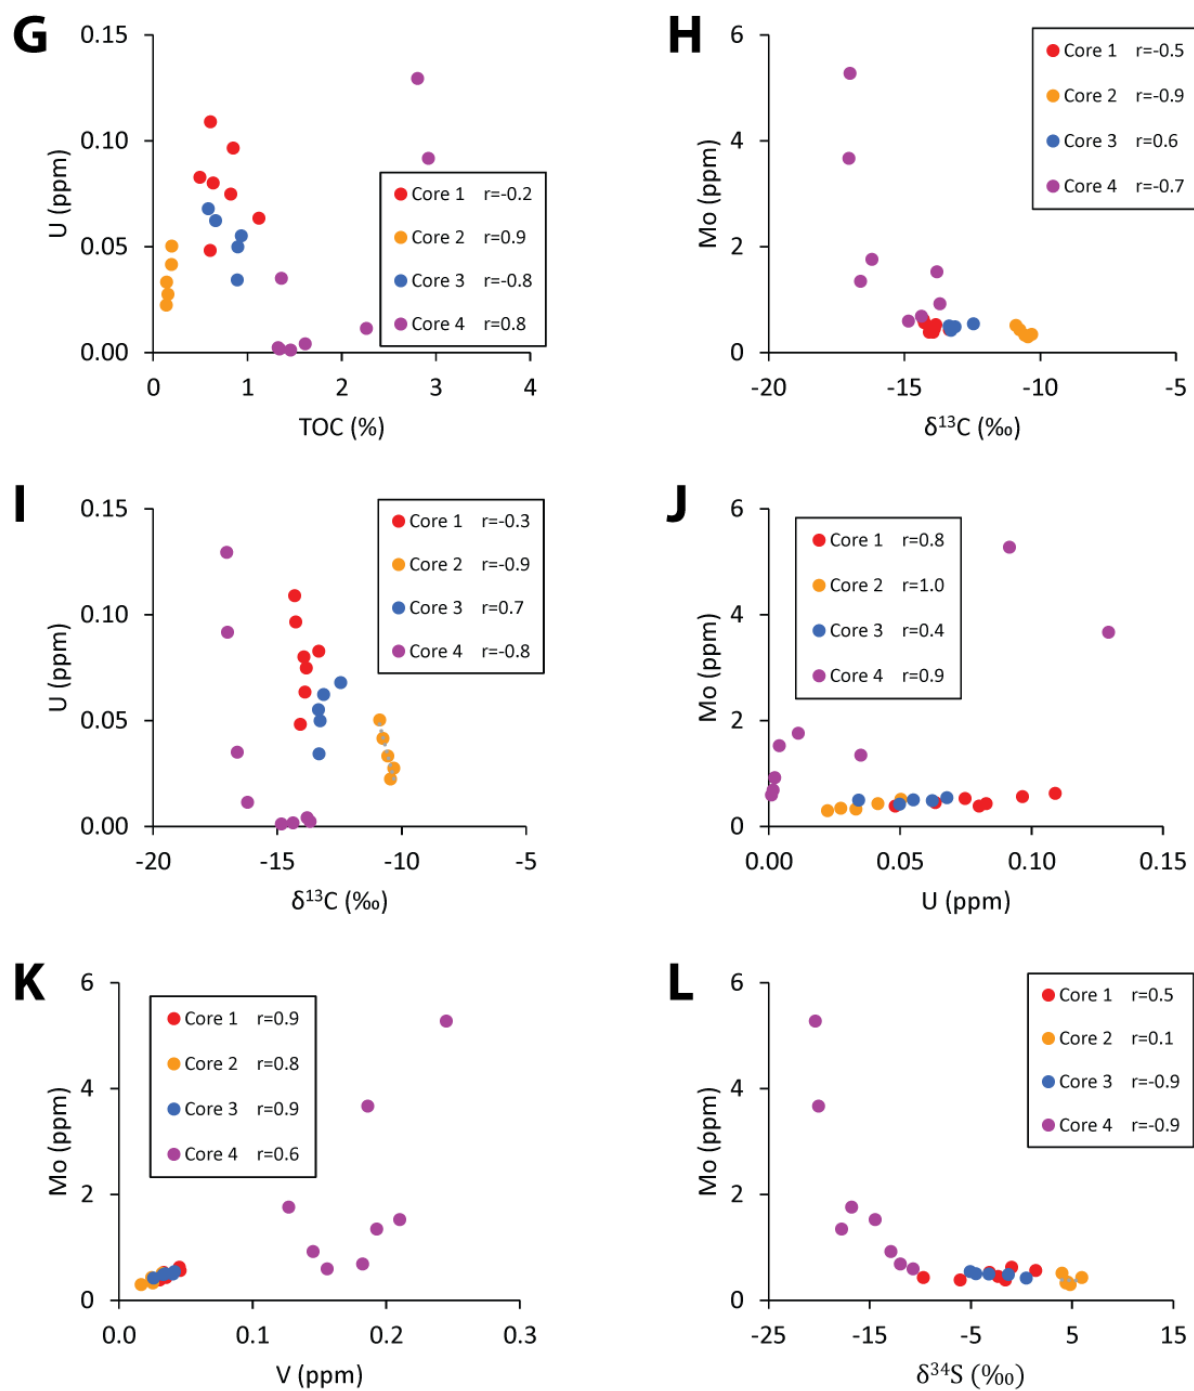 G
0.15
0.10
0.05
0.00
U (ppm)
0
1
2
3
4
TOC (%)
Core 1 r=-0.2
Core 2 r=0.9
Core 3 r=-0.8
Core 4 r=0.8
H
6
4
2
0
Mo (ppm)
-20
-15
-10
-5
δ¹³C (‰)
Core 1 r=-0.5
Core 2 r=-0.9
Core 3 r=0.6
Core 4 r=-0.7
I
0.15
0.10
0.05
0.00
U (ppm)
-20
-15
-10
-5
δ¹³C (‰)
Core 1 r=-0.3
Core 2 r=-0.9
Core 3 r=0.7
Core 4 r=-0.8
J
6
4
2
0
Mo (ppm)
0.00
0.05
0.10
0.15
U (ppm)
Core 1 r=0.8
Core 2 r=1.0
Core 3 r=0.4
Core 4 r=0.9
K
6
4
2
0
Mo (ppm)
0.0
0.1
0.2
0.3
V (ppm)
Core 1 r=0.9
Core 2 r=0.8
Core 3 r=0.9
Core 4 r=0.6
L
6
4
2
0
Mo (ppm)
-25
-15
-5
5
15
δ³⁴S (‰)
Core 1 r=0.5
Core 2 r=0.1
Core 3 r=-0.9
Core 4 r=-0.9